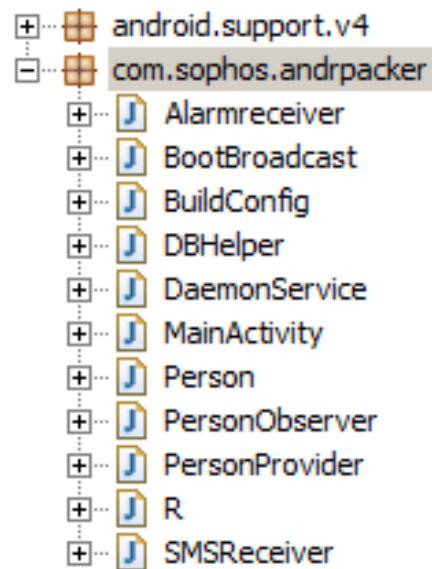 android.support.v4
com.sophos.andrpacker
Alarmreceiver
BootBroadcast
BuildConfig
DBHelper
DaemonService
MainActivity
Person
PersonObserver
PersonProvider
R
SMSReceiver